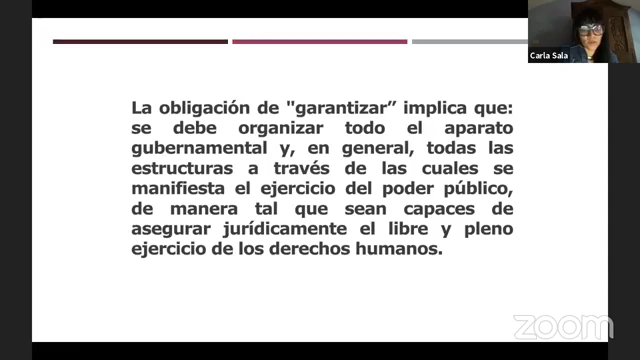 Carla Sala
La obligación de "garantizar” implica que:
se debe organizar todo el aparato
gubernamental y, en general, todas las
estructuras a través de las cuales se
manifiesta el ejercicio del poder público,
de manera tal que sean capaces de
asegurar jurídicamente el libre y pleno
ejercicio de los derechos humanos.
zoom